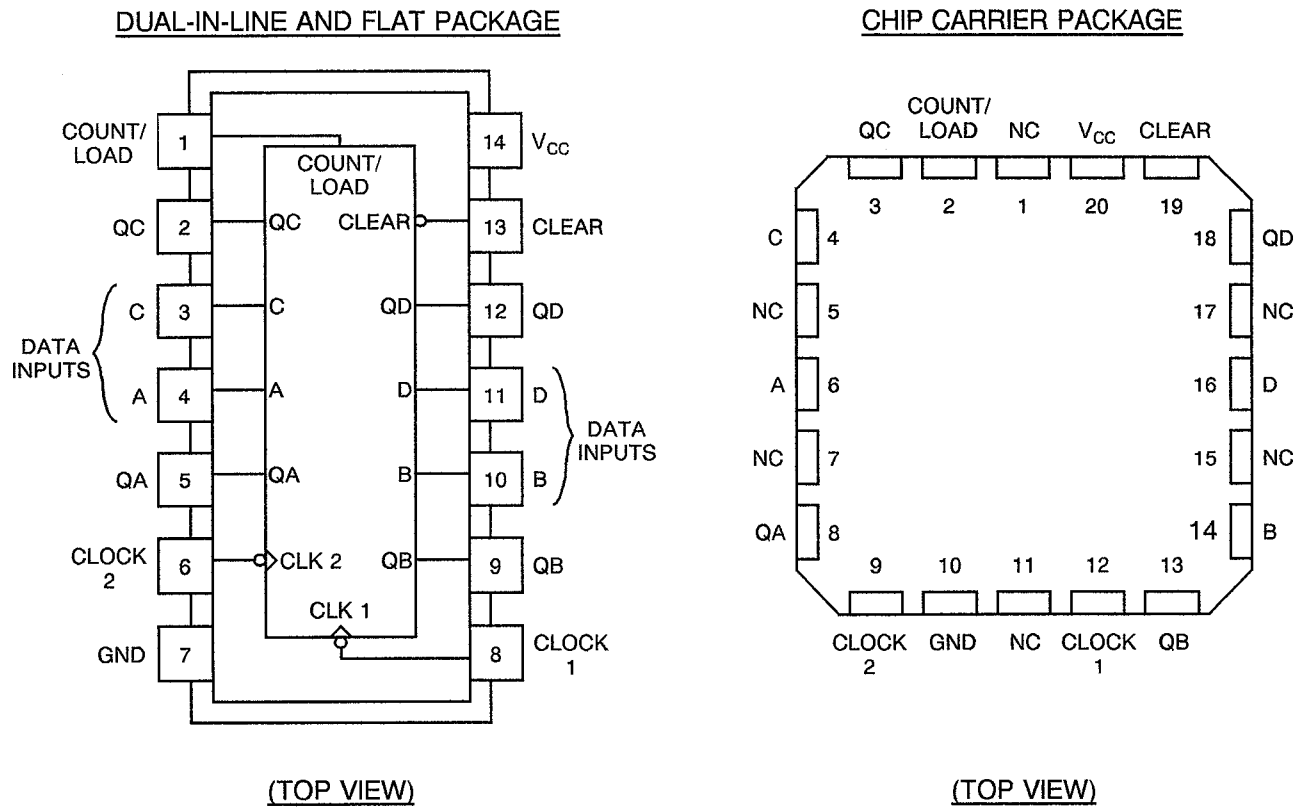 DUAL-IN-LINE AND FLAT PACKAGE
COUNT/
LOAD
1
14
VCC
COUNT/
LOAD
QC
2
QC
CLEAR
13
CLEAR
C
3
C
QD
12
QD
DATA
INPUTS
A
4
A
D
11
D
DATA
INPUTS
QA
5
QA
B
10
B
CLOCK
2
6
CLK 2
QB
9
QB
CLK 1
GND
7
8
CLOCK
1
(TOP VIEW)
CHIP CARRIER PACKAGE
QC
COUNT/
LOAD
NC
VCC
CLEAR
3
2
1
20
19
C
4
18
QD
NC
5
17
NC
A
6
16
D
NC
7
15
NC
QA
8
14
B
9
10
11
12
13
CLOCK
2
GND
NC
CLOCK
1
QB
(TOP VIEW)